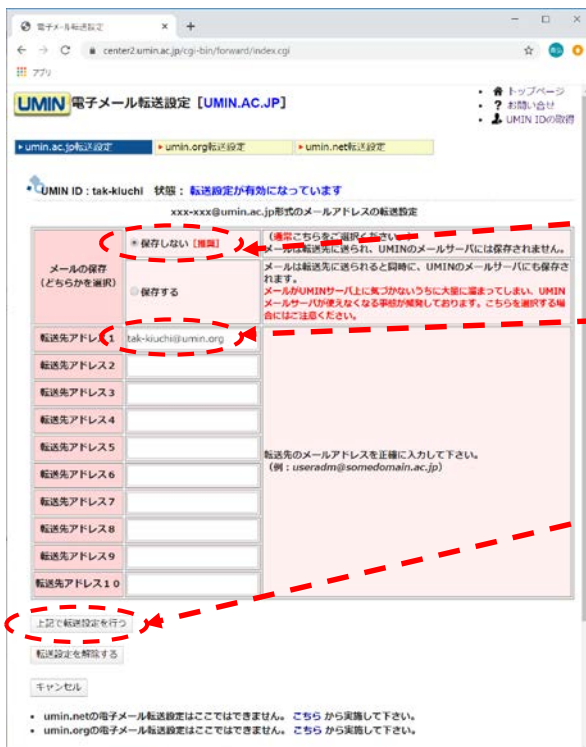 電子メール転送設定
center2.umin.ac.jp/cgi-bin/forward/index.cgi
アプリ
UMIN 電子メール転送設定 [UMIN.AC.JP]
トップページ
? お問い合せ
UMIN IDの取得
umin.ac.jp転送設定
umin.org転送設定
umin.net転送設定
UMIN ID : tak-kiuchi 状態： 転送設定が有効になっています
xxx-xxx@umin.ac.jp形式のメールアドレスの転送設定
メールの保存
（どちらかを選択）
保存しない [推奨]
（通常こちらをご選択ください
メールは転送先に送られ、UMINのメールサーバには保存されません。
保存する
メールは転送先に送られると同時に、UMINのメールサーバにも保存されます。
メールがUMINサーバ上に気づかないうちに大量に溜まってしまい、UMIN
メールサーバが使えなくなる事態が頻発しております。こちらを選択する場
合にはご注意ください。
転送先アドレス1 tak-kiuchi@umin.org
転送先アドレス2
転送先アドレス3
転送先アドレス4
転送先アドレス5
転送先アドレス6
転送先アドレス7
転送先アドレス8
転送先アドレス9
転送先アドレス10
転送先のメールアドレスを正確に入力して下さい。
（例：useradm@somedomain.ac.jp）
上記で転送設定を行う
転送設定を解除する
キャンセル
umin.netの電子メール転送設定はここではできません。 こちら から実施して下さい。
umin.orgの電子メール転送設定はここではできません。 こちら から実施して下さい。